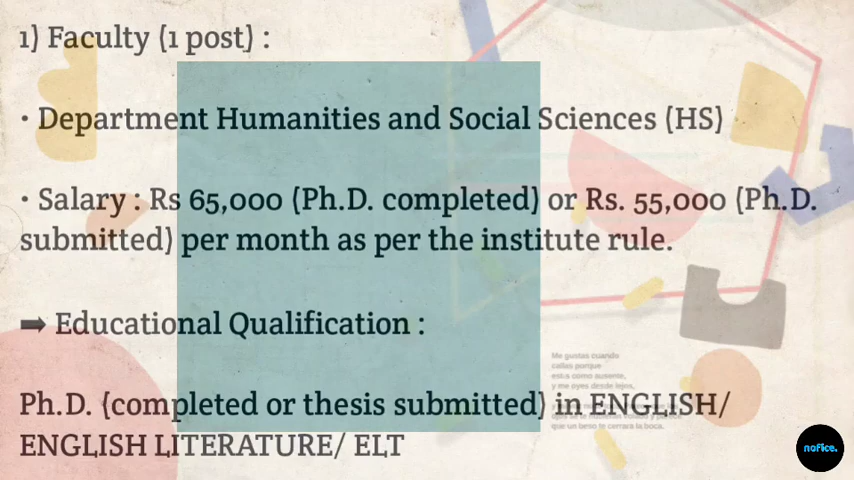 1) Faculty (1 post) :
• Department Humanities and Social Sciences (HS)
• Salary : Rs 65,000 (Ph.D. completed) or Rs. 55,000 (Ph.D.
submitted) per month as per the institute rule.
➡ Educational Qualification :
Ph.D. (completed or thesis submitted) in ENGLISH/
ENGLISH LITERATURE/ ELT
Me gustas cuando
callas porque
estas como ausente,
y me oyes desde lejos,
que un beso te cerrara la boca.
nofice.